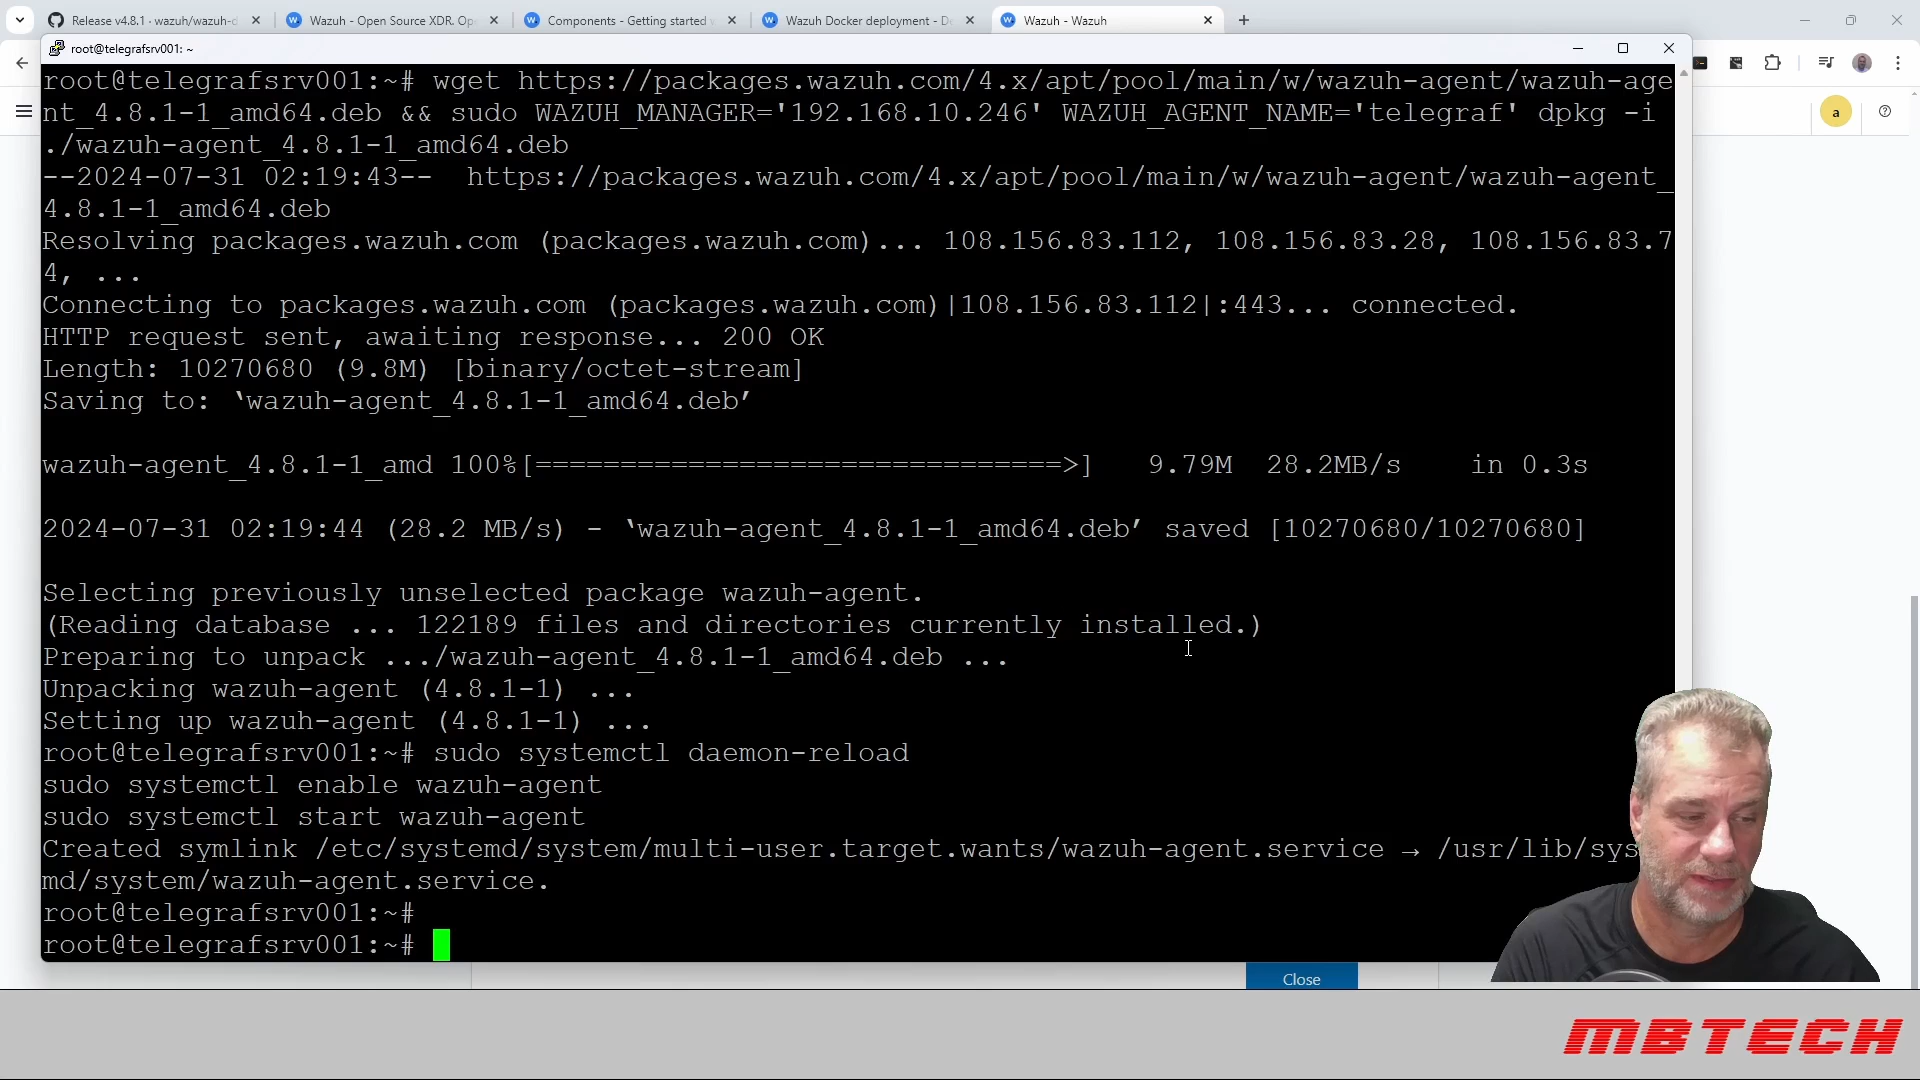 Release v4.8.1 · wazuh/wazuh-d
Wazuh - Open Source XDR. Op
Components - Getting started
Wazuh Docker deployment - De
Wazuh - Wazuh
root@telegrafsrv001: ~
root@telegrafsrv001:~# wget https://packages.wazuh.com/4.x/apt/pool/main/w/wazuh-agent/wazuh-age
nt_4.8.1-1_amd64.deb && sudo WAZUH_MANAGER='192.168.10.246' WAZUH_AGENT_NAME='telegraf' dpkg -i
./wazuh-agent_4.8.1-1_amd64.deb
--2024-07-31 02:19:43--  https://packages.wazuh.com/4.x/apt/pool/main/w/wazuh-agent/wazuh-agent_
4.8.1-1_amd64.deb
Resolving packages.wazuh.com (packages.wazuh.com)... 108.156.83.112, 108.156.83.28, 108.156.83.7
4, ...
Connecting to packages.wazuh.com (packages.wazuh.com)|108.156.83.112|:443... connected.
HTTP request sent, awaiting response... 200 OK
Length: 10270680 (9.8M) [binary/octet-stream]
Saving to: ‘wazuh-agent_4.8.1-1_amd64.deb’
wazuh-agent_4.8.1-1_amd 100%[===============================>]   9.79M  28.2MB/s    in 0.3s
2024-07-31 02:19:44 (28.2 MB/s) - ‘wazuh-agent_4.8.1-1_amd64.deb’ saved [10270680/10270680]
Selecting previously unselected package wazuh-agent.
(Reading database ... 122189 files and directories currently installed.)
Preparing to unpack .../wazuh-agent_4.8.1-1_amd64.deb ...
Unpacking wazuh-agent (4.8.1-1) ...
Setting up wazuh-agent (4.8.1-1) ...
root@telegrafsrv001:~# sudo systemctl daemon-reload
sudo systemctl enable wazuh-agent
sudo systemctl start wazuh-agent
Created symlink /etc/systemd/system/multi-user.target.wants/wazuh-agent.service → /usr/lib/sys
md/system/wazuh-agent.service.
root@telegrafsrv001:~#
root@telegrafsrv001:~#
a
Close
MBTECH